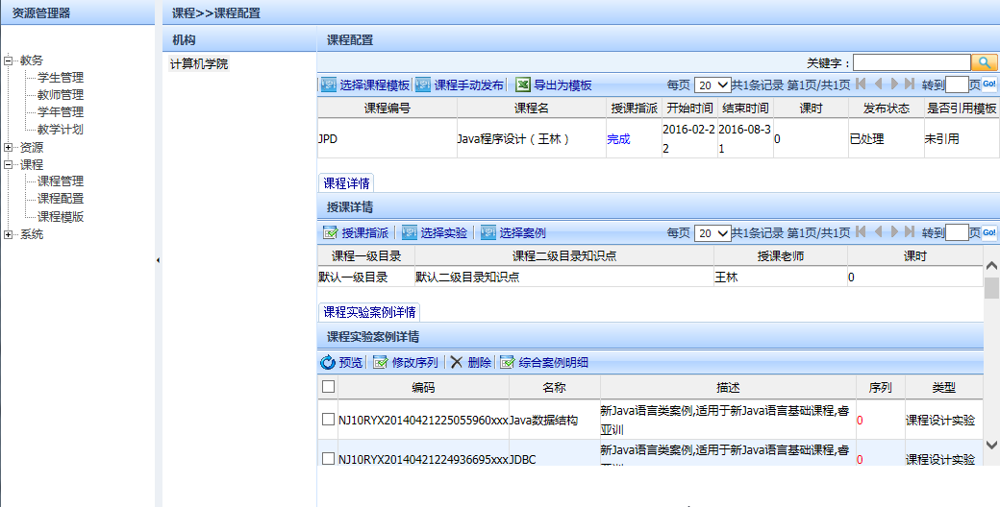 资源管理器
教务
学生管理
教师管理
学年管理
教学计划
资源
课程
课程管理
课程配置
课程模版
系统
课程>>课程配置
机构
计算机学院
课程配置
关键字：
选择课程模板 课程手动发布 导出为模板 每页 20 共1条记录 第1页/共1页 转到 页 Go!
课程编号 课程名 授课指派 开始时间 结束时间 课时 发布状态 是否引用模板
JPD Java程序设计（王林） 完成 2016-02-22 2016-08-31 0 已处理 未引用
课程详情
授课详情
授课指派 选择实验 选择案例 每页 20 共1条记录 第1页/共1页 转到 页 Go!
课程一级目录 课程二级目录知识点 授课老师 课时
默认一级目录 默认二级目录知识点 王林 0
课程实验案例详情
课程实验案例详情
预览 修改序列 删除 综合案例明细
编码 名称 描述 序列 类型
NJ10RYX20140421225055960xxx Java数据结构 新Java语言类案例,适用于新Java语言基础课程,睿亚训 0 课程设计实验
NJ10RYX20140421224936695xxx JDBC 新Java语言类案例,适用于新Java语言基础课程,睿亚训 0 课程设计实验